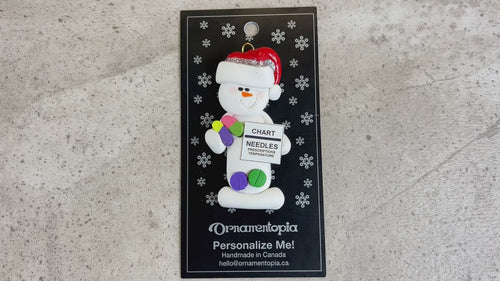 CHART
NEEDLES
PRESCRIPTIONS
TEMPERATURE
Ornamentopia
Personalize Me!
Handmade in Canada
hello@ornamentopia.ca